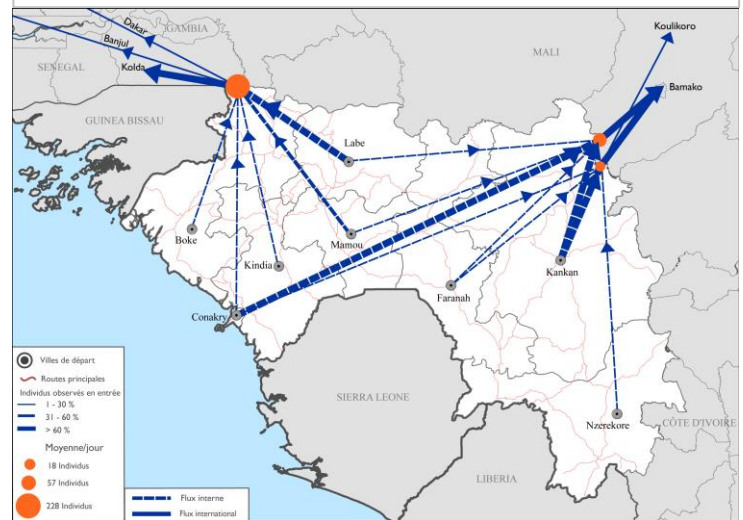 Dakar
GAMBIA
Koulikoro
Banjul
MALI
SENEGAL
Kolda
Bamako
GUINEA BISSAU
Labe
Boke
Mamou
Kindia
Kankan
Faranah
Conakry
Villes de départ
Routes principales
Individus observés en entrée
1 - 30 %
31 - 60 %
> 60 %
Moyenne/jour
18 Individus
57 Individus
228 Individus
Flux interne
Flux international
SIERRA LEONE
Nzerekore
CÔTE D'IVOIRE
LIBERIA